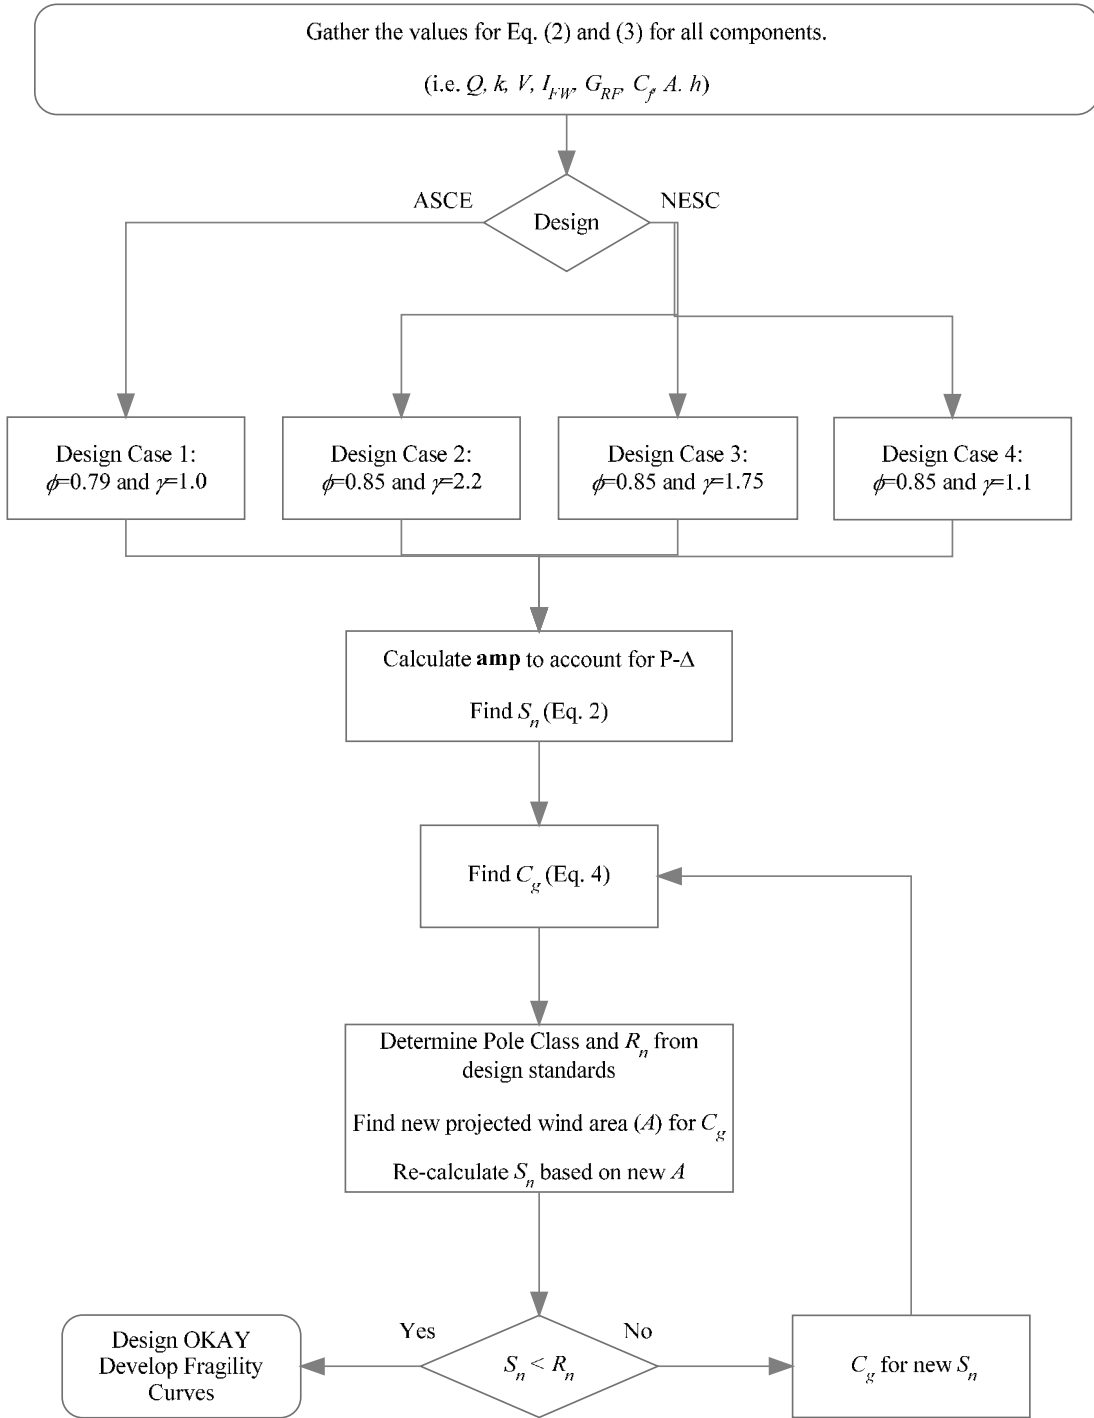 Gather the values for Eq. (2) and (3) for all components.
(i.e. Q, k, V, I_FW, G_RF, C_f, A. h)
ASCE
NESC
Design
Design Case 1:
ϕ=0.79 and γ=1.0
Design Case 2:
ϕ=0.85 and γ=2.2
Design Case 3:
ϕ=0.85 and γ=1.75
Design Case 4:
ϕ=0.85 and γ=1.1
Calculate amp to account for P-Δ
Find S_n (Eq. 2)
Find C_g (Eq. 4)
Determine Pole Class and R_n from
design standards
Find new projected wind area (A) for C_g
Re-calculate S_n based on new A
Yes
No
Design OKAY
Develop Fragility
Curves
S_n < R_n
C_g for new S_n